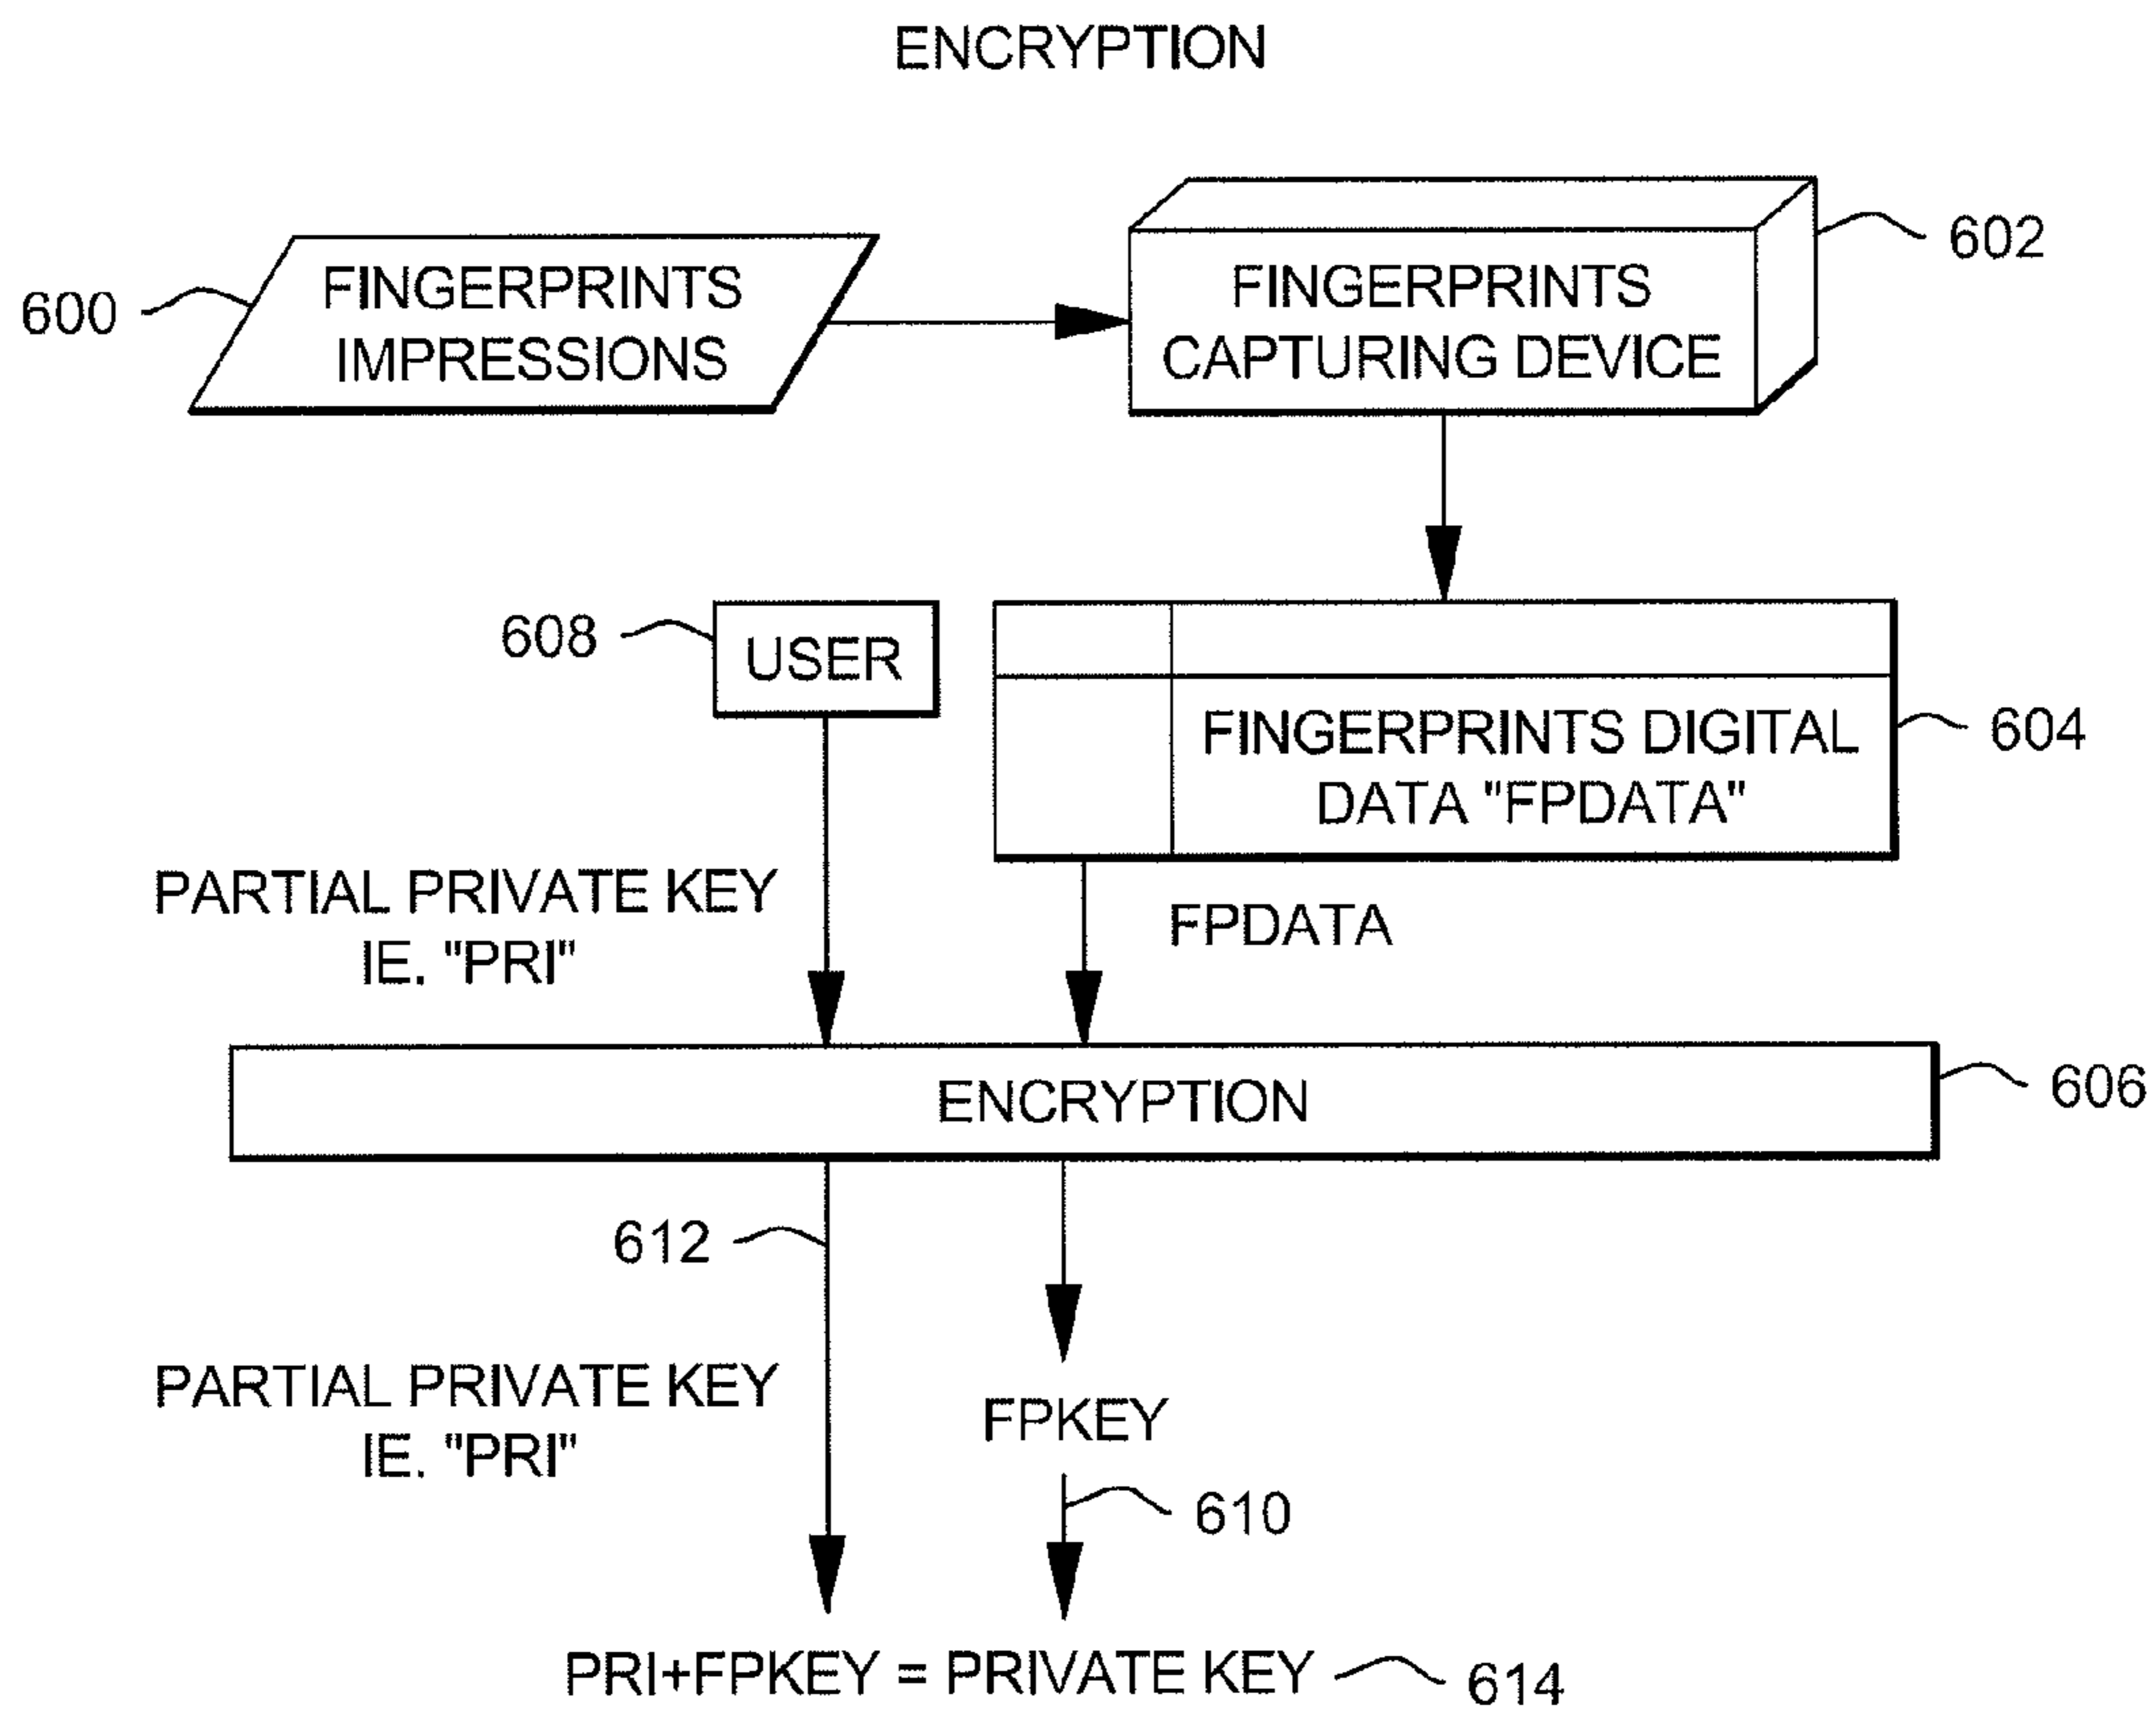 ENCRYPTION
600
FINGERPRINTS
IMPRESSIONS
FINGERPRINTS
CAPTURING DEVICE
602
608
USER
FINGERPRINTS DIGITAL
DATA "FPDATA"
604
PARTIAL PRIVATE KEY
IE. "PRI"
FPDATA
ENCRYPTION
606
612
PARTIAL PRIVATE KEY
IE. "PRI"
FPKEY
610
PRI+FPKEY = PRIVATE KEY
614